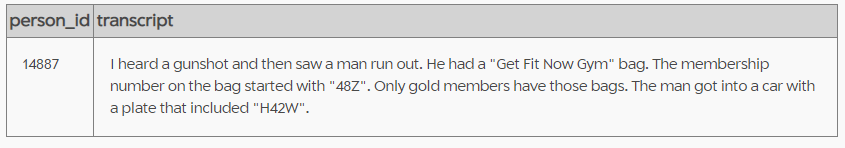 person_id transcript
14887 I heard a gunshot and then saw a man run out. He had a "Get Fit Now Gym" bag. The membership
number on the bag started with "48Z". Only gold members have those bags. The man got into a car with
a plate that included "H42W".